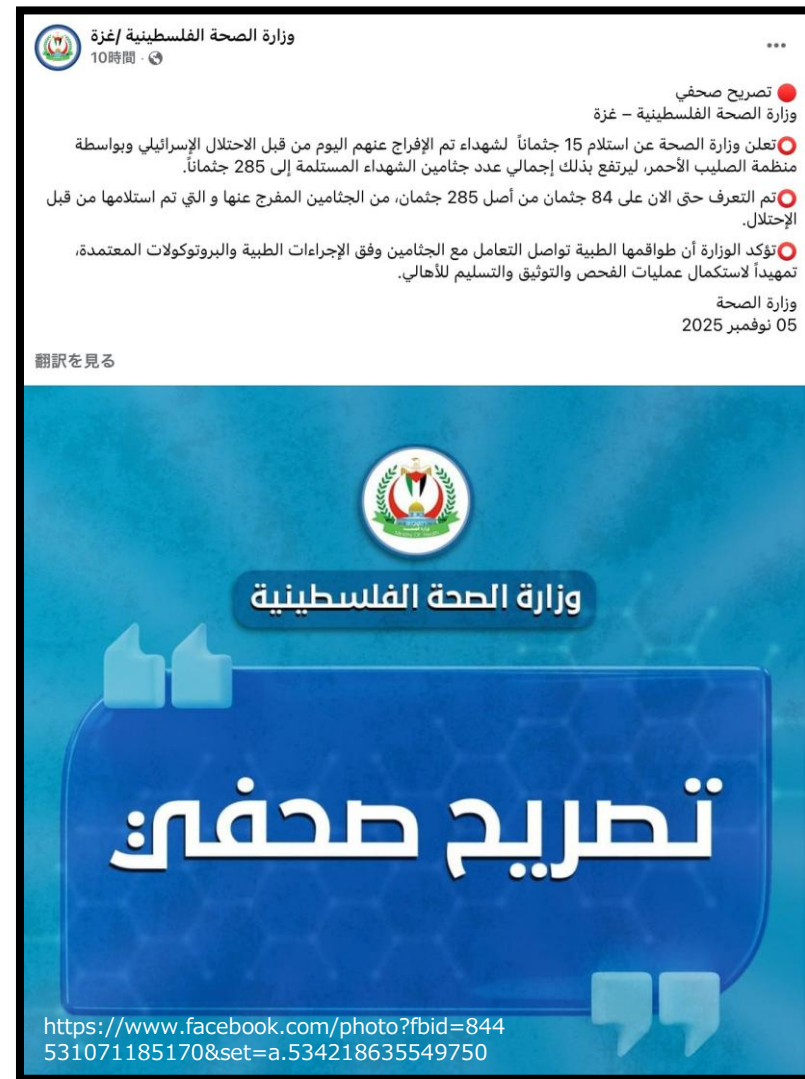 وزارة الصحة الفلسطينية /غزة
10時間 ·
🔴 تصريح صحفي
وزارة الصحة الفلسطينية – غزة
⭕تعلن وزارة الصحة عن استلام 15 جثماناً لشهداء تم الإفراج عنهم اليوم من قبل الاحتلال الإسرائيلي وبواسطة
منظمة الصليب الأحمر، ليرتفع بذلك إجمالي عدد جثامين الشهداء المستلمة إلى 285 جثماناً.
⭕تم التعرف حتى الان على 84 جثمان من أصل 285 جثمان، من الجثامين المفرج عنها و التي تم استلامها من قبل
الإحتلال.
⭕تؤكد الوزارة أن طواقمها الطبية تواصل التعامل مع الجثامين وفق الإجراءات الطبية والبروتوكولات المعتمدة،
تمهيداً لاستكمال عمليات الفحص والتوثيق والتسليم للأهالي.
وزارة الصحة
05 نوفمبر 2025
翻訳を見る
وزارة الصحة الفلسطينية
تصريح صحفي:
https://www.facebook.com/photo?fbid=844
531071185170&set=a.534218635549750